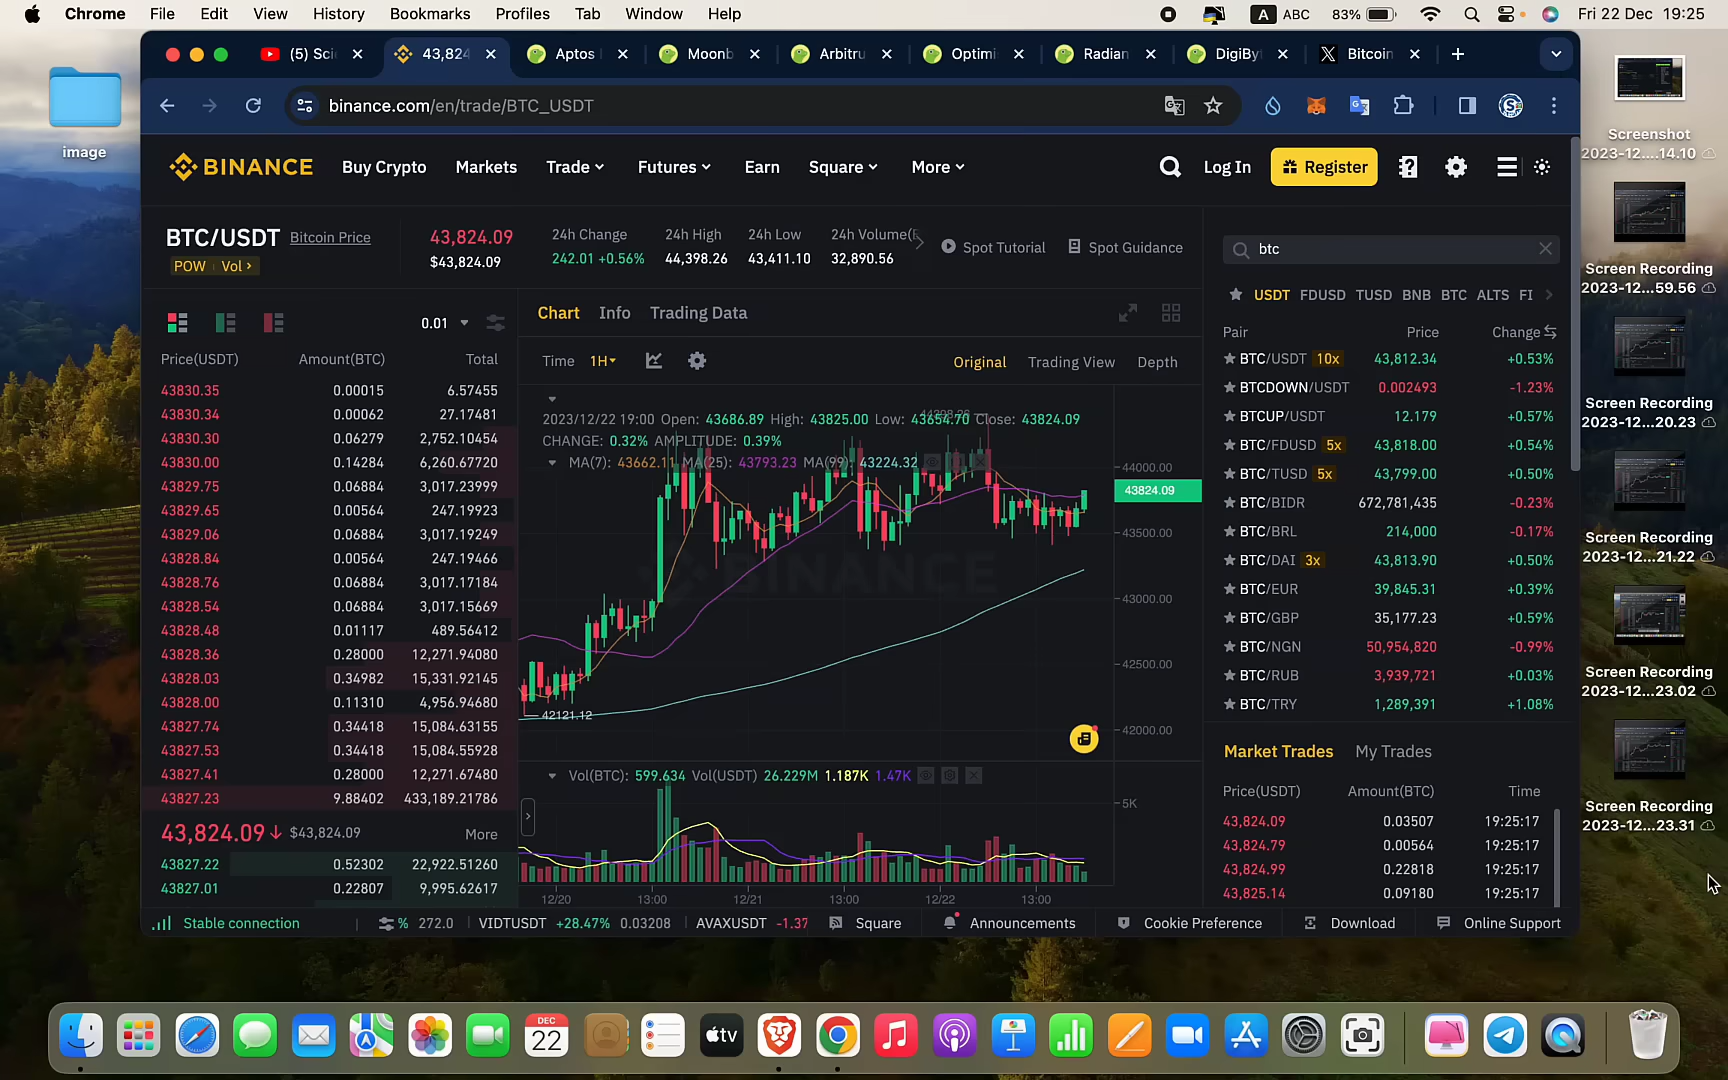 Chrome File Edit View History Bookmarks Profiles Tab Window Help A ABC 83% Fri 22 Dec 19:25
(5) Sci 43,824 Aptos Moonb Arbitru Optimi Radian DigiBy Bitcoin
binance.com/en/trade/BTC_USDT
image
BINANCE Buy Crypto Markets Trade Futures Earn Square More Log In Register
BTC/USDT Bitcoin Price
POW Vol
43,824.09
$43,824.09
24h Change
242.01 +0.56%
24h High
44,398.26
24h Low
43,411.10
24h Volume(
32,890.56
Spot Tutorial Spot Guidance
0.01
Price(USDT) Amount(BTC) Total
43830.35 0.00015 6.57455
43830.34 0.00062 27.17481
43830.30 0.06279 2,752.10454
43830.00 0.14284 6,260.67720
43829.75 0.06884 3,017.23999
43829.65 0.00564 247.19923
43829.06 0.06884 3,017.19249
43828.84 0.00564 247.19466
43828.76 0.06884 3,017.17184
43828.54 0.06884 3,017.15669
43828.48 0.01117 489.56412
43828.36 0.28000 12,271.94080
43828.03 0.34982 15,331.92145
43828.00 0.11310 4,956.94680
43827.74 0.34418 15,084.63155
43827.53 0.34418 15,084.55928
43827.41 0.28000 12,271.67480
43827.23 9.88402 433,189.21786
43,824.09 $43,824.09 More
43827.22 0.52302 22,922.51260
43827.01 0.22807 9,995.62617
Chart Info Trading Data
Time 1H Original Trading View Depth
2023/12/22 19:00 Open: 43686.89 High: 43825.00 Low: 43654.70 Close: 43824.09
CHANGE: 0.32% AMPLITUDE: 0.39%
MA(7): 43662.11 MA(25): 43793.23 MA(99): 43224.32
44000.00
43824.09
43500.00
BINANCE
43000.00
42500.00
42121.12
42000.00
Vol(BTC): 599.634 Vol(USDT) 26.229M 1.187K 1.47K
5K
12/20 13:00 12/21 13:00 12/22 13:00
btc
USDT FDUSD TUSD BNB BTC ALTS FI
Pair Price Change
BTC/USDT 10x 43,812.34 +0.53%
BTCDOWN/USDT 0.002493 -1.23%
BTCUP/USDT 12.179 +0.57%
BTC/FDUSD 5x 43,818.00 +0.54%
BTC/TUSD 5x 43,799.00 +0.50%
BTC/BIDR 672,781,435 -0.23%
BTC/BRL 214,000 -0.17%
BTC/DAI 3x 43,813.90 +0.50%
BTC/EUR 39,845.31 +0.39%
BTC/GBP 35,177.23 +0.59%
BTC/NGN 50,954,820 -0.99%
BTC/RUB 3,939,721 +0.03%
BTC/TRY 1,289,391 +1.08%
Market Trades My Trades
Price(USDT) Amount(BTC) Time
43,824.09 0.03507 19:25:17
43,824.79 0.00564 19:25:17
43,824.99 0.22818 19:25:17
43,825.14 0.09180 19:25:17
Stable connection % 272.0 VIDTUSDT +28.47% 0.03208 AVAXUSDT -1.37 Square Announcements Cookie Preference Download Online Support
Screenshot
2023-12....14.10
Screen Recording
2023-12...59.56
Screen Recording
2023-12...20.23
Screen Recording
2023-12...21.22
Screen Recording
2023-12...23.02
Screen Recording
2023-12...23.31
DEC
22
tv